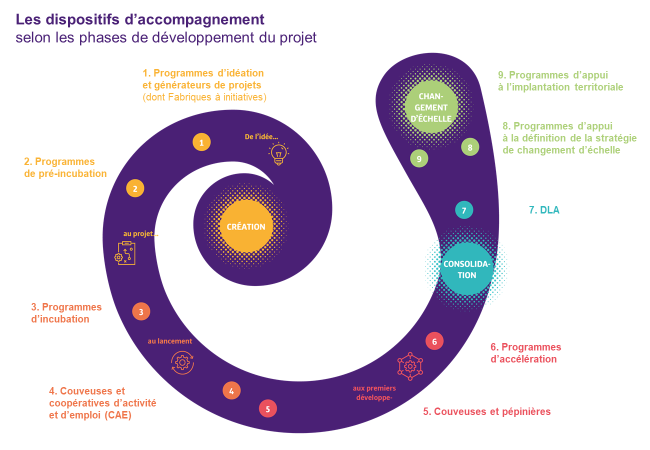 Les dispositifs d'accompagnement
selon les phases de développement du projet
1. Programmes d'idéation
et générateurs de projets
(dont Fabriques à initiatives)
1
De l'idée...
2. Programmes
de pré-incubation
2
CRÉATION
au projet...
3. Programmes
d'incubation
3
au lancement
4. Couveuses et
coopératives d'activité
et d'emploi (CAE)
4
5
aux premiers
développe-
5. Couveuses et pépinières
6
6. Programmes
d'accélération
CONSOLIDA-
TION
7
7. DLA
8
8. Programmes d'appui
à la définition de la stratégie
de changement d'échelle
9
9. Programmes d'appui
à l'implantation territoriale
CHAN-
GEMENT
D'ÉCHELLE